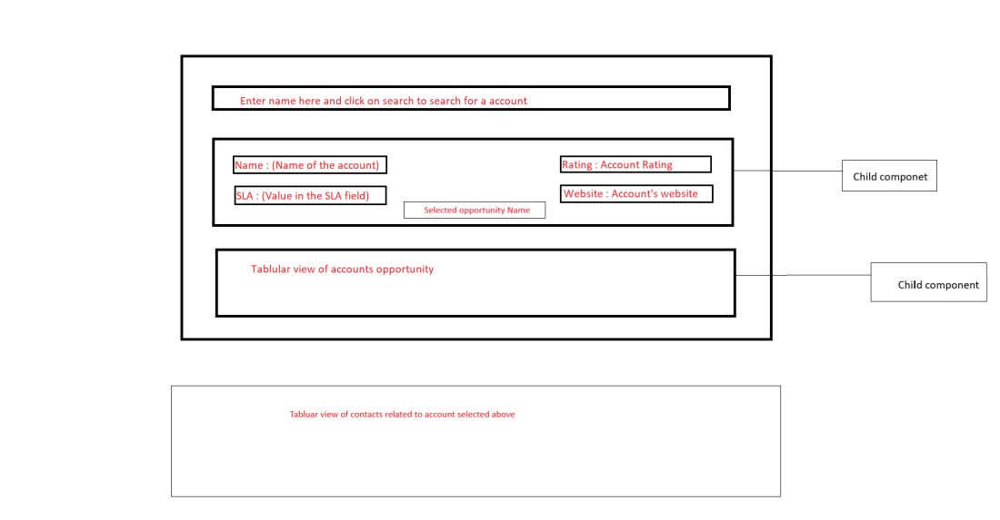 Enter name here and click on search to search for a account
Name : (Name of the account)
Rating : Account Rating
Child componet
SLA : (Value in the SLA field)
Website : Account's website
Selected opportunity Name
Tablular view of accounts opportunity
Child component
Tabluar view of contacts related to account selected above